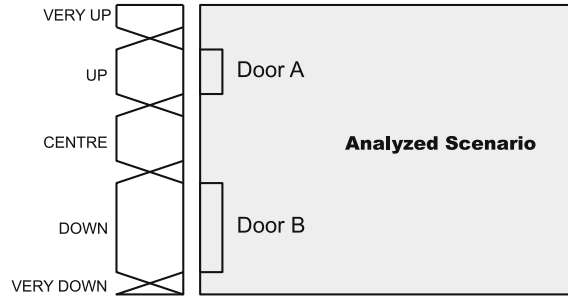 VERY UP
UP
Door A
CENTRE
Analyzed Scenario
DOWN
Door B
VERY DOWN